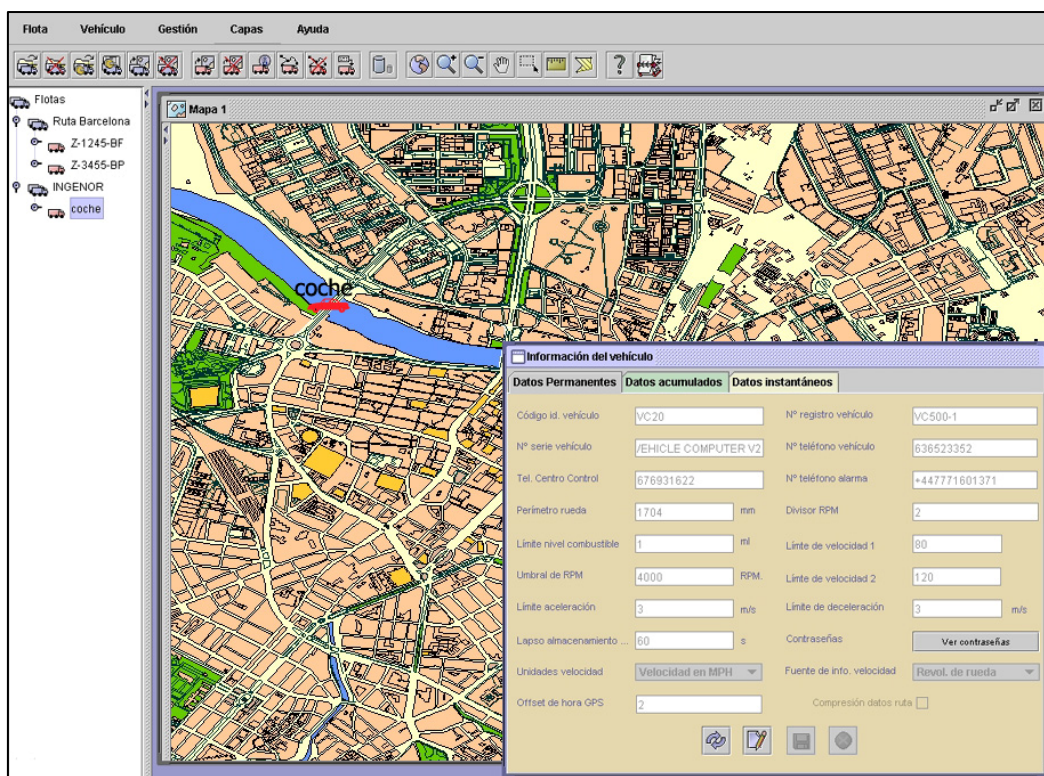 Flota Vehículo Gestión Capas Ayuda
Flotas
Ruta Barcelona
Z-1245-BF
Z-3455-BP
INGENOR
coche
Mapa 1
coche
Información del vehículo
Datos Permanentes Datos acumulados Datos instantáneos
Código id. vehículo VC20 Nº registro vehículo VC500-1
Nº serie vehículo /EHICLE COMPUTER V2 Nº teléfono vehículo 636523352
Tel. Centro Control 676931622 Nº teléfono alarma +447771601371
Perímetro rueda 1704 mm Divisor RPM 2
Límite nivel combustible 1 ml Límte de velocidad 1 80
Umbral de RPM 4000 RPM. Límte de velocidad 2 120
Límite aceleración 3 m/s Límite de deceleración 3 m/s
Lapso almacenamiento ... 60 s Contraseñas Ver contraseñas
Unidades velocidad Velocidad en MPH Fuente de info. velocidad Revol. de rueda
Offset de hora GPS 2 Compresión datos ruta